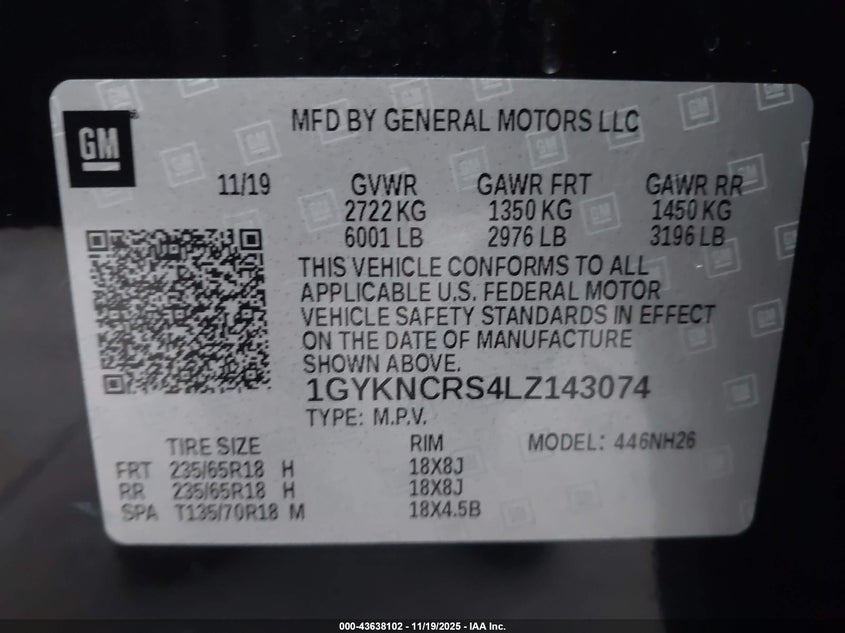 GM
MFD BY GENERAL MOTORS LLC
11/19 GVWR GAWR FRT GAWR RR
2722 KG 1350 KG 1450 KG
6001 LB 2976 LB 3196 LB
THIS VEHICLE CONFORMS TO ALL
APPLICABLE U.S. FEDERAL MOTOR
VEHICLE SAFETY STANDARDS IN EFFECT
ON THE DATE OF MANUFACTURE
SHOWN ABOVE.
1GYKNCRS4LZ143074
TYPE: M.P.V.
TIRE SIZE RIM MODEL: 446NH26
FRT 235/65R18 H 18X8J
RR 235/65R18 H 18X8J
SPA T135/70R18 M 18X4.5B
000-43638102 - 11/19/2025 - IAA Inc.